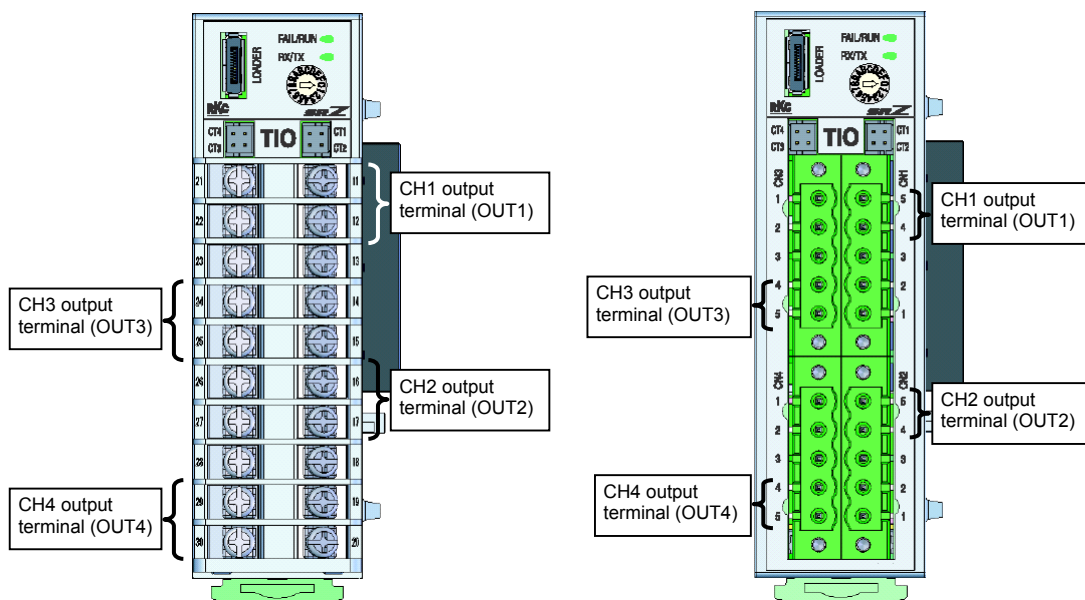 FAIL/RUN
RX/TX
LOADER
RKC
SRZ
CT4
CT3
TIO
CT1
CT2
21
11
22
12
23
13
24
14
25
15
26
16
27
17
28
18
29
19
30
20
CH1 output
terminal (OUT1)
CH3 output
terminal (OUT3)
CH2 output
terminal (OUT2)
CH4 output
terminal (OUT4)
FAIL/RUN
RX/TX
LOADER
RKC
SRZ
CT4
CT3
TIO
CT1
CT2
CN3
CN1
1
5
2
4
3
3
4
2
5
1
CN4
CN2
1
5
2
4
3
3
4
2
5
1
CH1 output
terminal (OUT1)
CH3 output
terminal (OUT3)
CH2 output
terminal (OUT2)
CH4 output
terminal (OUT4)